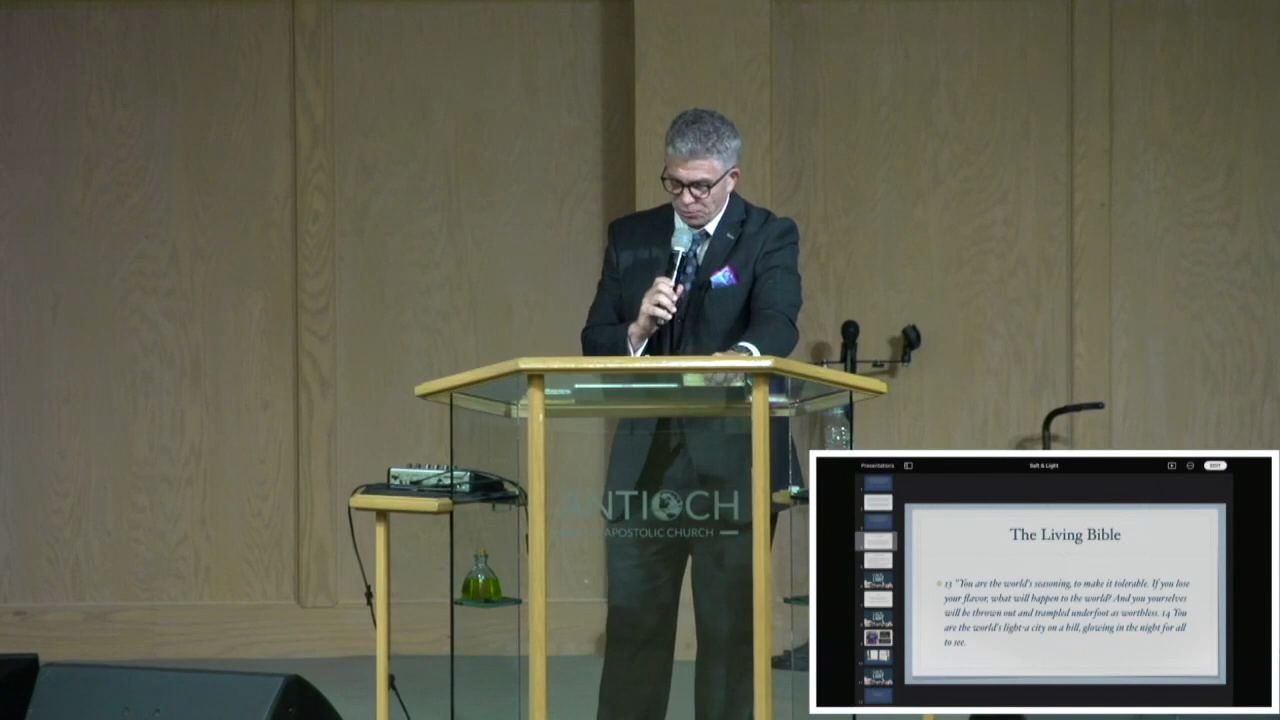 ANTIOCH
APOSTOLIC CHURCH
Presentations
Salt & Light
EDIT
The Living Bible
13 "You are the world's seasoning, to make it tolerable. If you lose
your flavor, what will happen to the world? And you yourselves
will be thrown out and trampled underfoot as worthless. 14 You
are the world's light-a city on a hill, glowing in the night for all
to see.